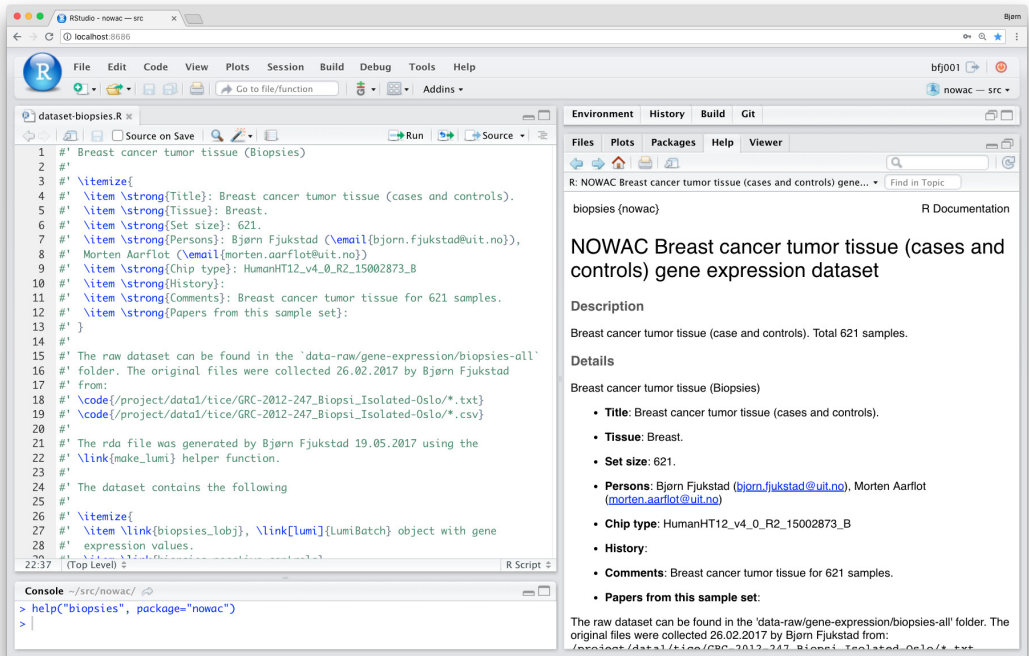 RStudio - nowac — src
Bjørn
localhost:8686
R
File Edit Code View Plots Session Build Debug Tools Help
bfj001
Go to file/function
Addins
nowac — src
dataset-biopsies.R
Source on Save
Run
Source
1 #' Breast cancer tumor tissue (Biopsies)
2 #'
3 #' \itemize{
4 #'  \item \strong{Title}: Breast cancer tumor tissue (cases and controls).
5 #'  \item \strong{Tissue}: Breast.
6 #'  \item \strong{Set size}: 621.
7 #'  \item \strong{Persons}: Bjørn Fjukstad (\email{bjorn.fjukstad@uit.no}),
8 #'  Morten Aarflot (\email{morten.aarflot@uit.no})
9 #'  \item \strong{Chip type}: HumanHT12_v4_0_R2_15002873_B
10 #'  \item \strong{History}:
11 #'  \item \strong{Comments}: Breast cancer tumor tissue for 621 samples.
12 #'  \item \strong{Papers from this sample set}:
13 #' }
14 #'
15 #' The raw dataset can be found in the `data-raw/gene-expression/biopsies-all`
16 #' folder. The original files were collected 26.02.2017 by Bjørn Fjukstad
17 #' from:
18 #' \code{/project/data1/tice/GRC-2012-247_Biopsi_Isolated-Oslo/*.txt}
19 #' \code{/project/data1/tice/GRC-2012-247_Biopsi_Isolated-Oslo/*.csv}
20 #'
21 #' The rda file was generated by Bjørn Fjukstad 19.05.2017 using the
22 #' \link{make_lumi} helper function.
23 #'
24 #' The dataset contains the following
25 #'
26 #' \itemize{
27 #'  \item \link{biopsies_lobj}, \link[lumi]{LumiBatch} object with gene
28 #'  expression values.
22:37 (Top Level)
R Script
Console ~/src/nowac/
> help("biopsies", package="nowac")
>
Environment History Build Git
Files Plots Packages Help Viewer
R: NOWAC Breast cancer tumor tissue (cases and controls) gene...
Find in Topic
biopsies {nowac}
R Documentation
NOWAC Breast cancer tumor tissue (cases and
controls) gene expression dataset
Description
Breast cancer tumor tissue (case and controls). Total 621 samples.
Details
Breast cancer tumor tissue (Biopsies)
• Title: Breast cancer tumor tissue (cases and controls).
• Tissue: Breast.
• Set size: 621.
• Persons: Bjørn Fjukstad (bjorn.fjukstad@uit.no), Morten Aarflot
(morten.aarflot@uit.no)
• Chip type: HumanHT12_v4_0_R2_15002873_B
• History:
• Comments: Breast cancer tumor tissue for 621 samples.
• Papers from this sample set:
The raw dataset can be found in the 'data-raw/gene-expression/biopsies-all' folder. The
original files were collected 26.02.2017 by Bjørn Fjukstad from:
/project/data1/tice/GRC-2012-247_Biopsi_Isolated-Oslo/*.txt